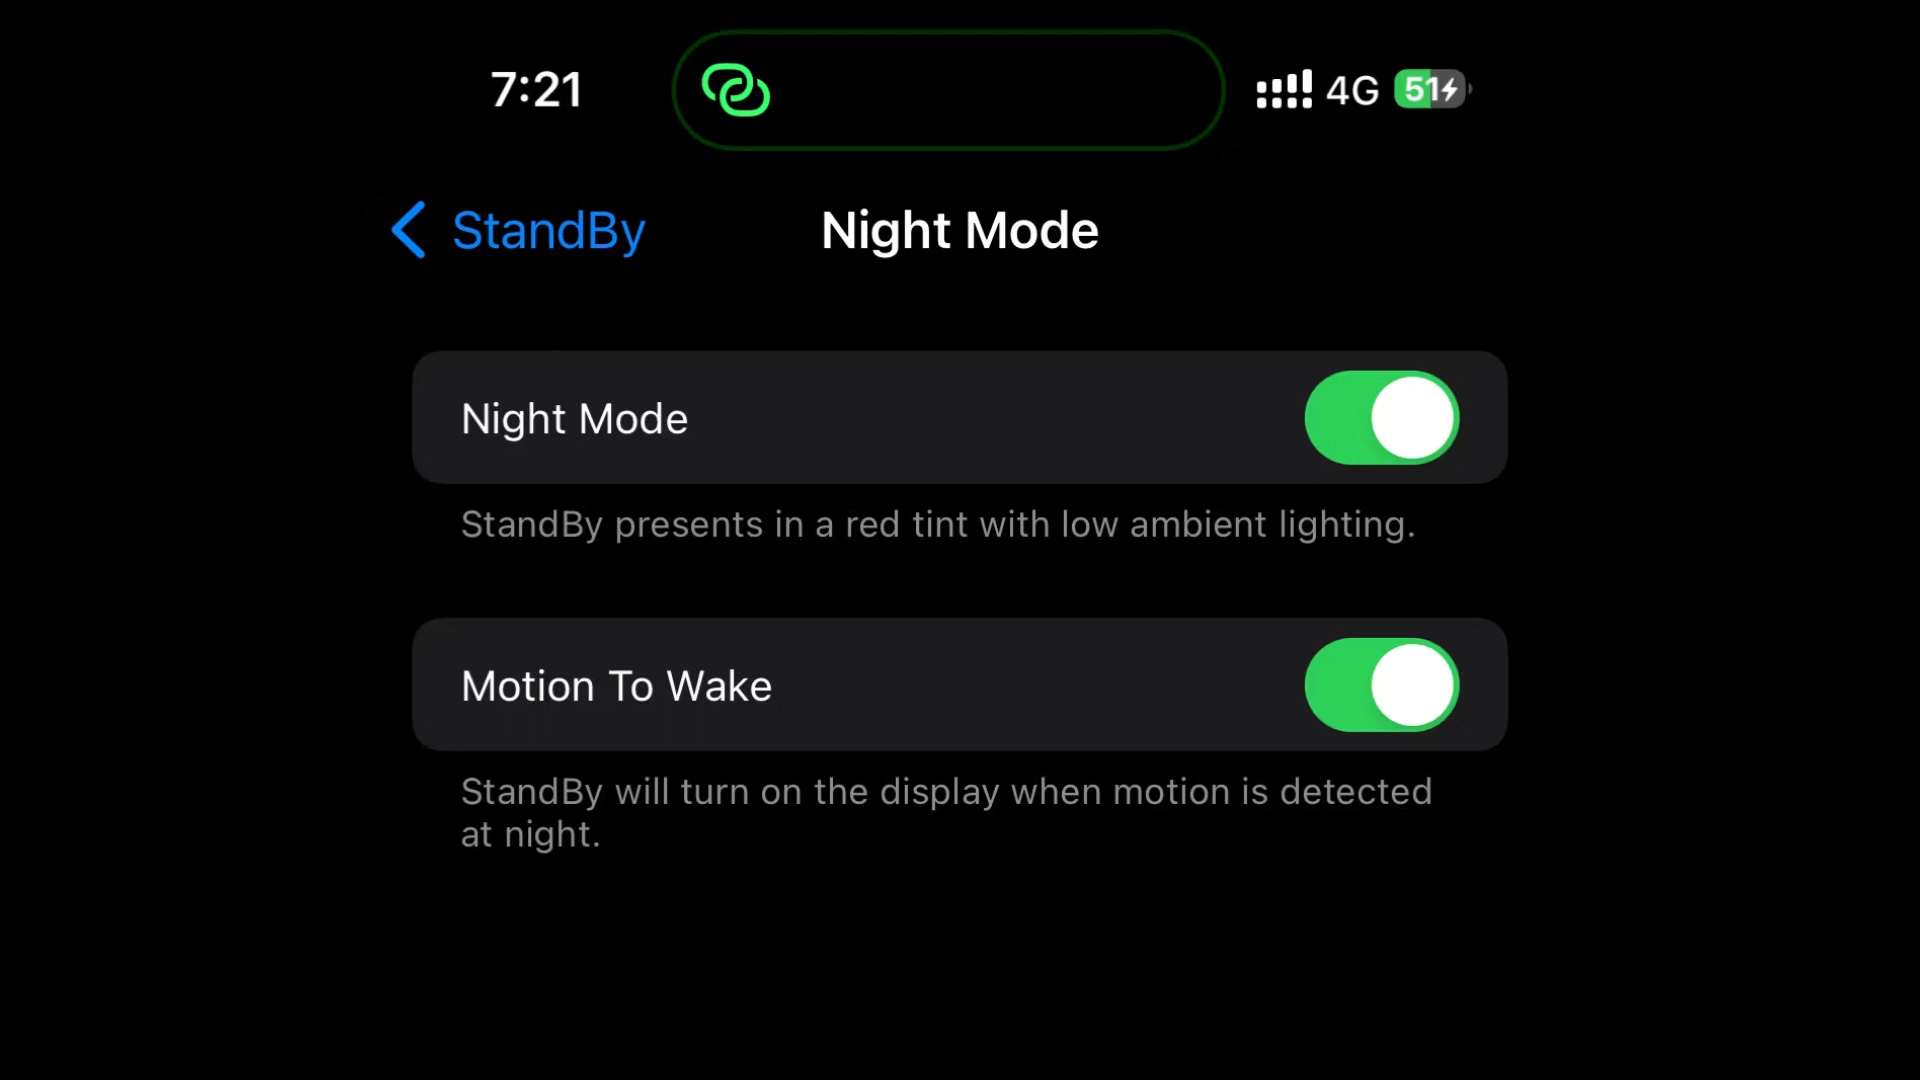 7:21 4G 51
StandBy Night Mode
Night Mode
StandBy presents in a red tint with low ambient lighting.
Motion To Wake
StandBy will turn on the display when motion is detected
at night.